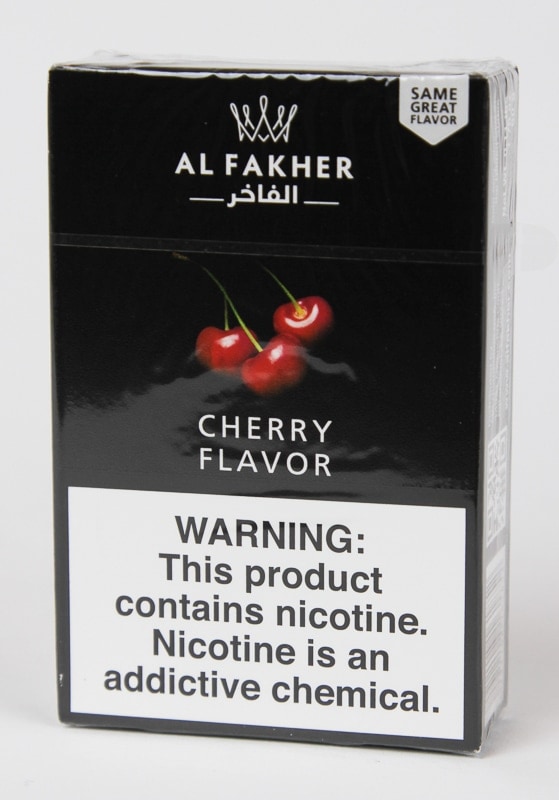 SAME
GREAT
FLAVOR
AL FAKHER
الفاخر
CHERRY
FLAVOR
WARNING:
This product
contains nicotine.
Nicotine is an
addictive chemical.